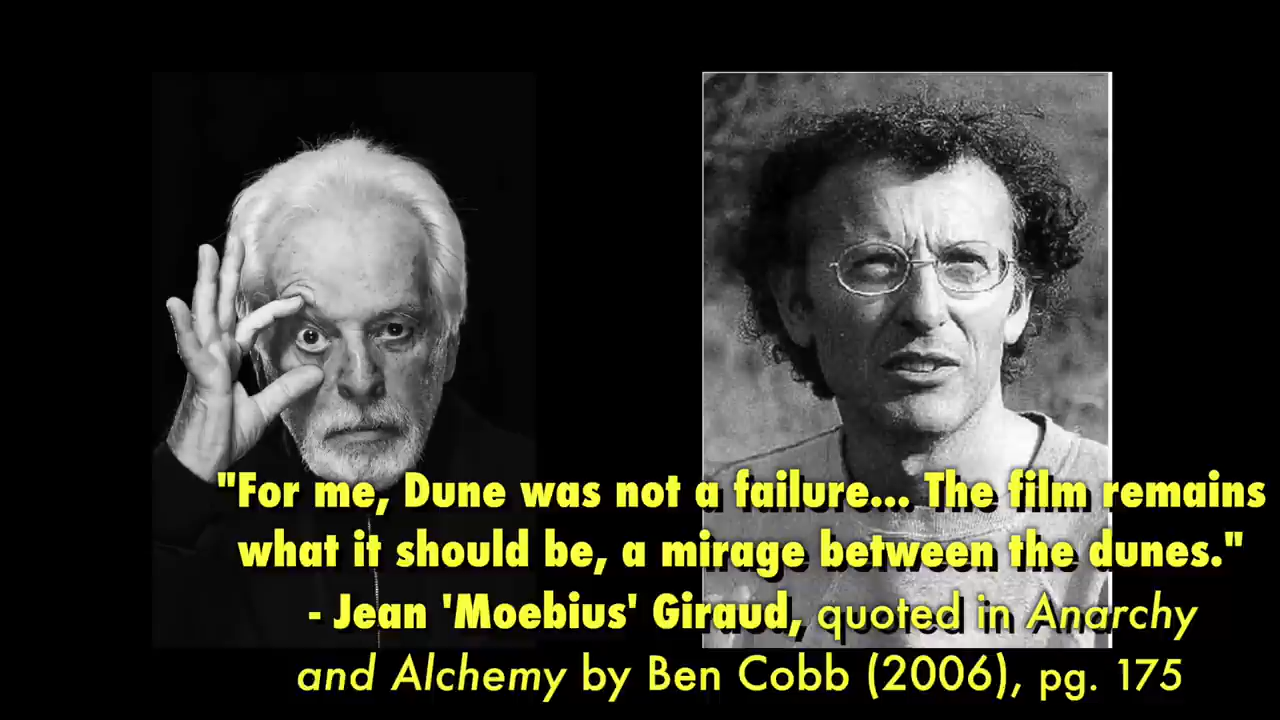 "For me, Dune was not a failure... The film remains
what it should be, a mirage between the dunes."
- Jean 'Moebius' Giraud, quoted in Anarchy
and Alchemy by Ben Cobb (2006), pg. 175